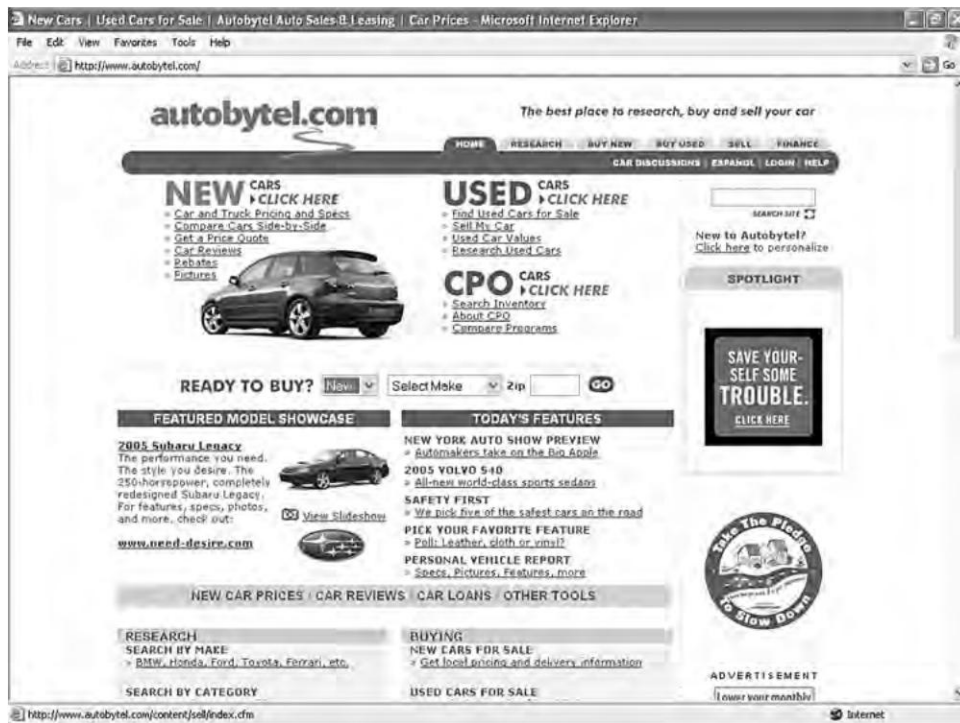 New Cars | Used Cars for Sale | Autobytel Auto Sales & Leasing | Car Prices - Microsoft Internet Explorer
File Edit View Favorites Tools Help
Address http://www.autobytel.com/ Go
autobytel.com
The best place to research, buy and sell your car
HOME RESEARCH BUY NEW BUY USED SELL FINANCE
CAR DISCUSSIONS | ESPANOL | LOGIN | HELP
NEW CARS CLICK HERE
» Car and Truck Pricing and Specs
» Compare Cars Side-by-Side
» Get a Price Quote
» Car Reviews
» Rebates
» Pictures
USED CARS CLICK HERE
» Find Used Cars for Sale
» Sell My Car
» Used Car Values
» Research Used Cars
CPO CARS CLICK HERE
» Search Inventory
» About CPO
» Compare Programs
SEARCH SITE
New to Autobytel?
Click here to personalize
SPOTLIGHT
SAVE YOUR-
SELF SOME
TROUBLE.
CLICK HERE
READY TO BUY? New Select Make Zip GO
FEATURED MODEL SHOWCASE
2005 Subaru Legacy
The performance you need.
The style you desire. The
250-horsepower, completely
redesigned Subaru Legacy.
For features, specs, photos,
and more, check out:
www.need-desire.com
View Slideshow
TODAY'S FEATURES
NEW YORK AUTO SHOW PREVIEW
» Automakers take on the Big Apple
2005 VOLVO S40
» All-new world-class sports sedans
SAFETY FIRST
» We pick five of the safest cars on the road
PICK YOUR FAVORITE FEATURE
» Poll: Leather, cloth or vinyl?
PERSONAL VEHICLE REPORT
» Specs, Pictures, Features, more
Take The Pledge
To Slow Down
NEW CAR PRICES / CAR REVIEWS / CAR LOANS / OTHER TOOLS
RESEARCH
SEARCH BY MAKE
» BMW, Honda, Ford, Toyota, Ferrari, etc.
SEARCH BY CATEGORY
BUYING
NEW CARS FOR SALE
» Get local pricing and delivery information
USED CARS FOR SALE
ADVERTISEMENT
Lower your monthly
http://www.autobytel.com/content/sell/index.cfm
Internet